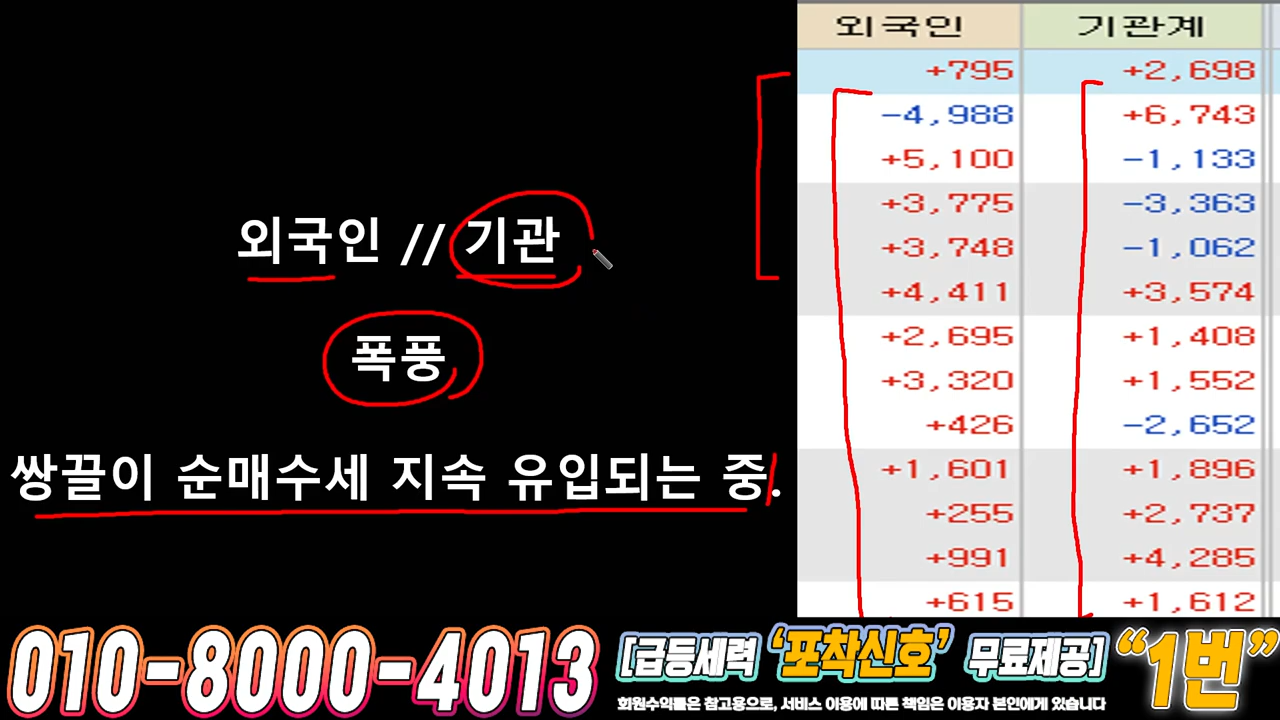 외국인 // 기관
폭풍
쌍끌이 순매수세 지속 유입되는 중.
외국인 기관계
+795 +2,698
-4,988 +6,743
+5,100 -1,133
+3,775 -3,363
+3,748 -1,062
+4,411 +3,574
+2,695 +1,408
+3,320 +1,552
+426 -2,652
+1,601 +1,896
+255 +2,737
+991 +4,285
+615 +1,612
010-8000-4013
[급등세력 '포착신호' 무료제공] "1번"
회원수익률은 참고용으로, 서비스 이용에 따른 책임은 이용자 본인에게 있습니다